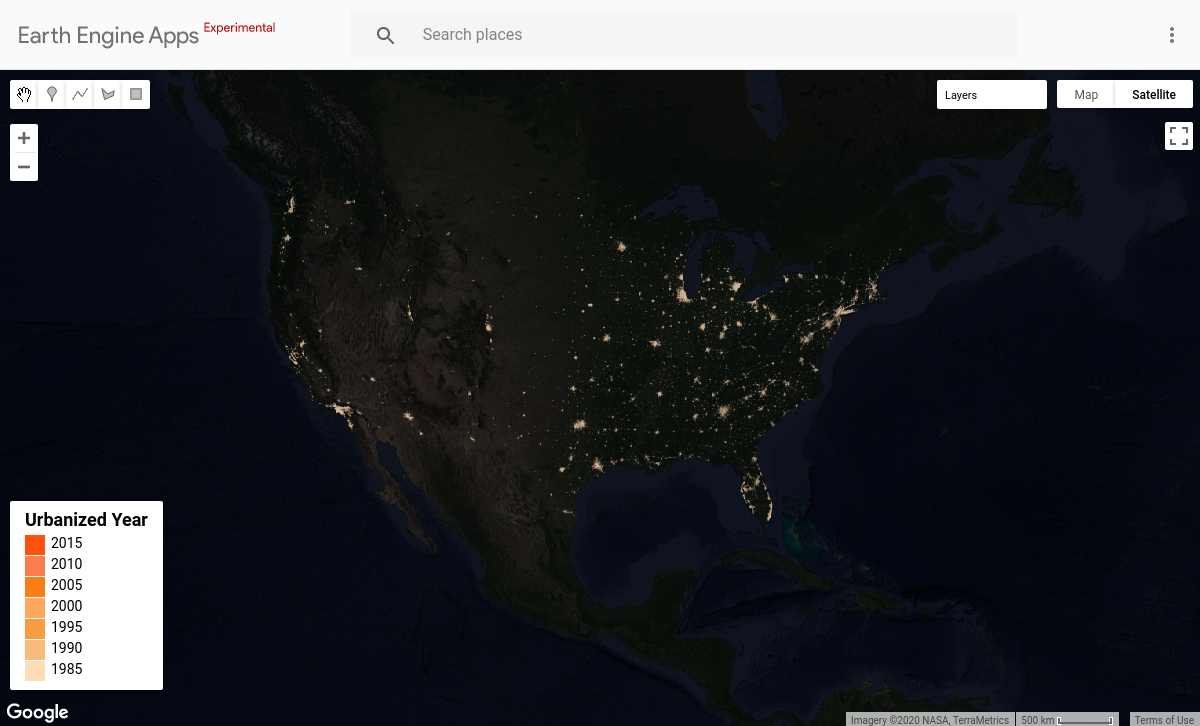 Earth Engine Apps Experimental
Search places
Layers
Map
Satellite
Urbanized Year
2015
2010
2005
2000
1995
1990
1985
Google
Imagery ©2020 NASA, TerraMetrics
500 km
Terms of Use